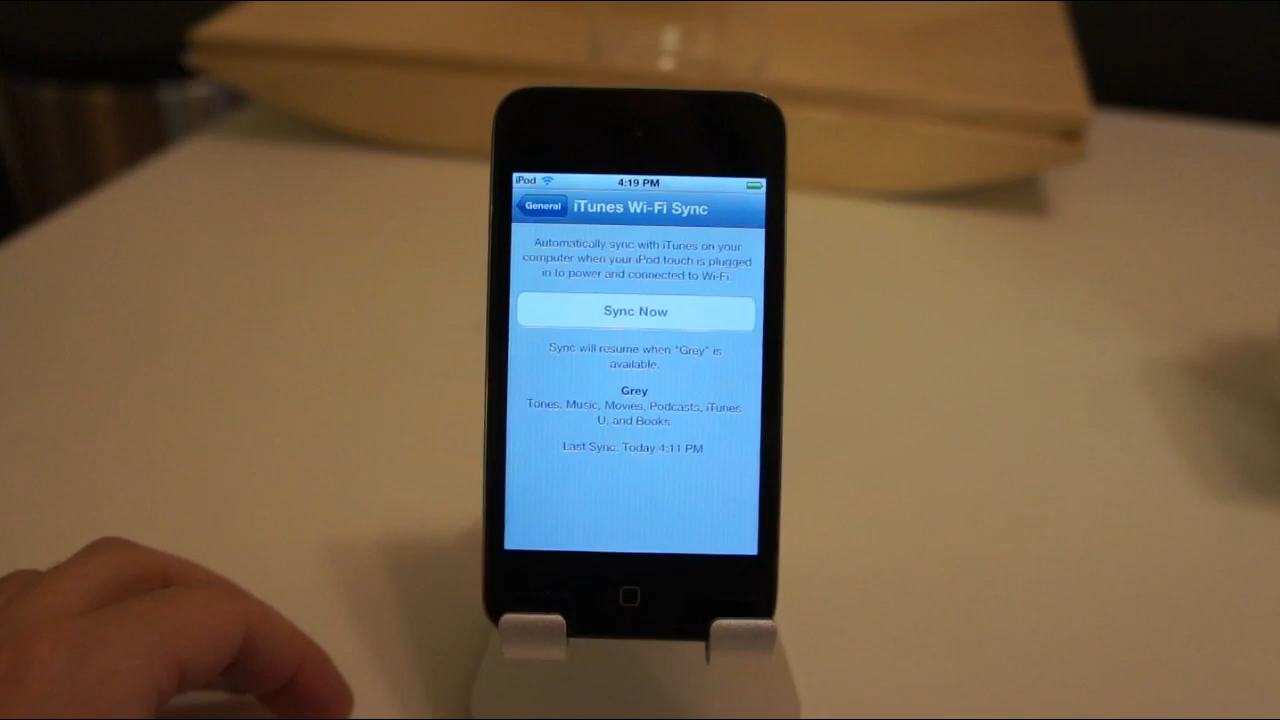 iPod
4:19 PM
General
iTunes Wi-Fi Sync
Automatically sync with iTunes on your
computer when your iPod touch is plugged
in to power and connected to Wi-Fi.
Sync Now
Sync will resume when "Grey" is
available.
Grey
Tones, Music, Movies, Podcasts, iTunes
U, and Books
Last Sync: Today 4:11 PM